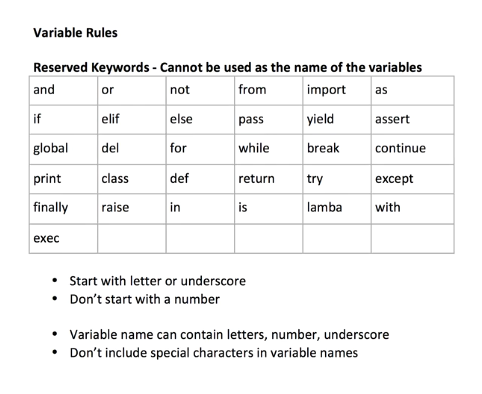 Variable Rules
Reserved Keywords - Cannot be used as the name of the variables
and or not from import as
if elif else pass yield assert
global del for while break continue
print class def return try except
finally raise in is lamba with
exec
• Start with letter or underscore
• Don't start with a number
• Variable name can contain letters, number, underscore
• Don't include special characters in variable names